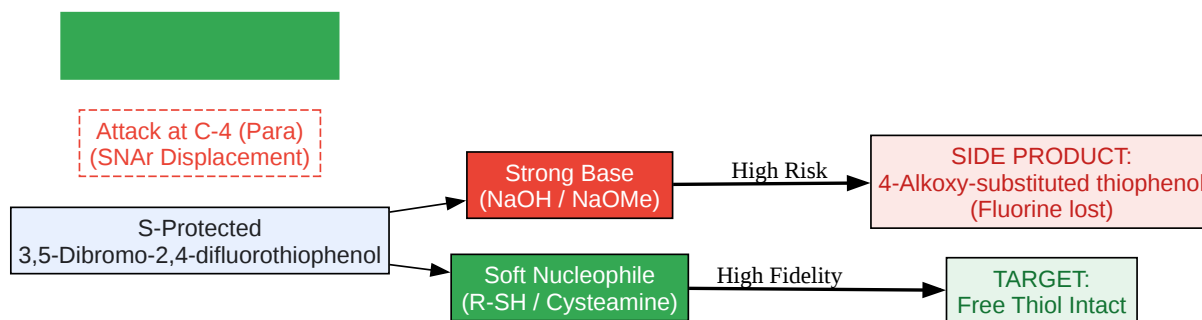 Attack at C-4 (Para)
(SNAr Displacement)
S-Protected
3,5-Dibromo-2,4-difluorothiophenol
Strong Base
(NaOH / NaOMe)
High Risk
SIDE PRODUCT:
4-Alkoxy-substituted thiophenol
(Fluorine lost)
Soft Nucleophile
(R-SH / Cysteamine)
High Fidelity
TARGET:
Free Thiol Intact